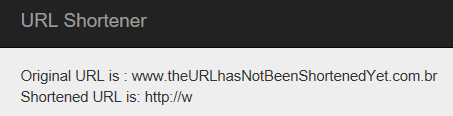 URL Shortener
Original URL is : www.theURLhasNotBeenShortenedYet.com.br
Shortened URL is: http://w